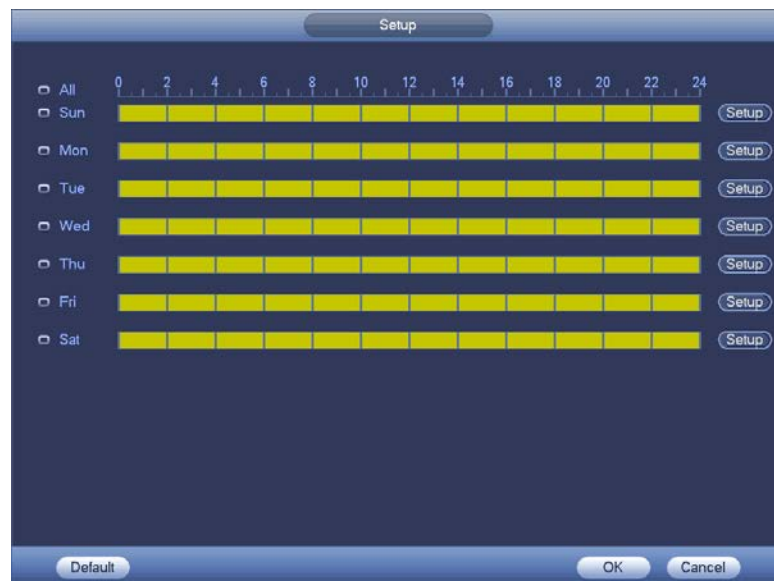 Setup
All 0 2 4 6 8 10 12 14 16 18 20 22 24
Sun Setup
Mon Setup
Tue Setup
Wed Setup
Thu Setup
Fri Setup
Sat Setup
Default OK Cancel